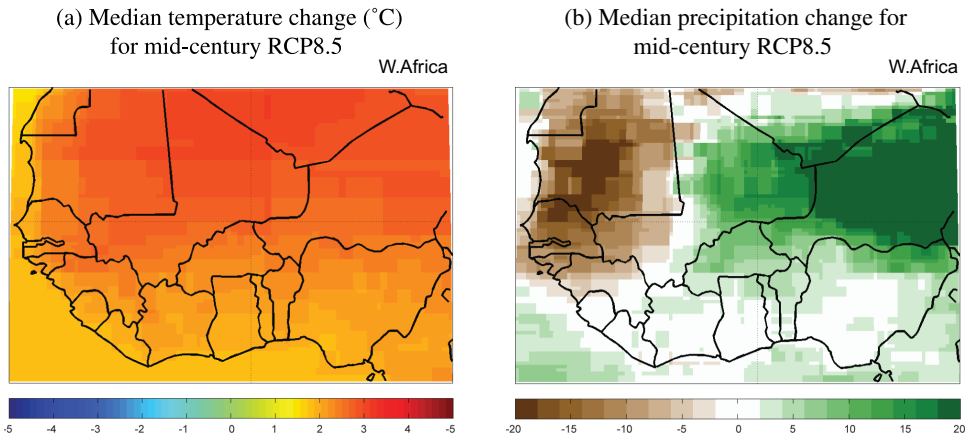 (a) Median temperature change (˚C)
for mid-century RCP8.5
W.Africa
-5 -4 -3 -2 -1 0 1 2 3 4 5
(b) Median precipitation change for
mid-century RCP8.5
W.Africa
-20 -15 -10 -5 0 5 10 15 20